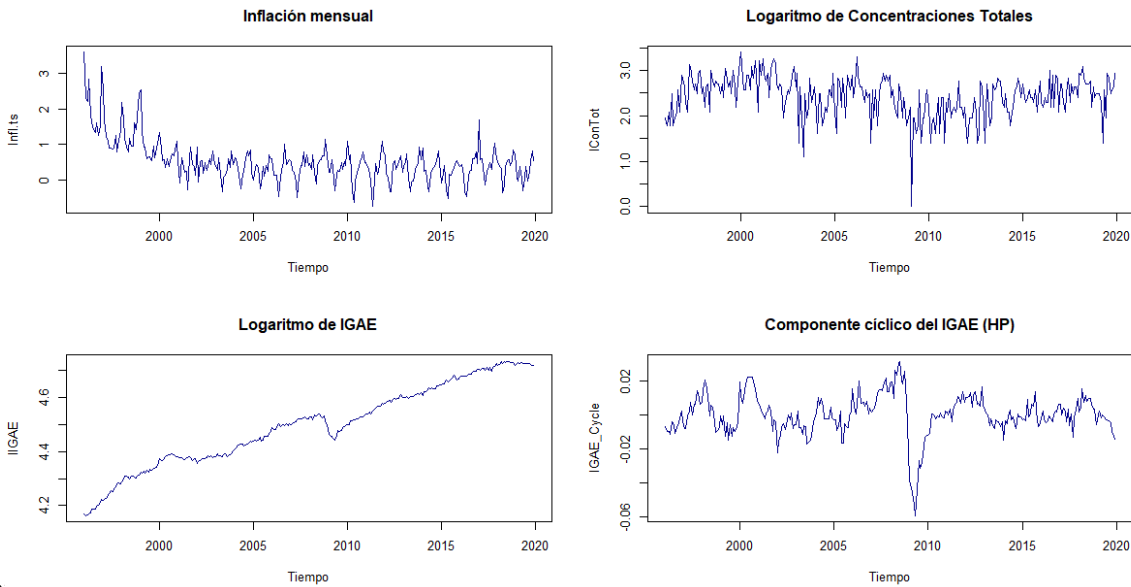 Inflación mensual
Infl.ts
0 1 2 3
2000 2005 2010 2015 2020
Tiempo
Logaritmo de Concentraciones Totales
lConTot
0.0 1.0 2.0 3.0
2000 2005 2010 2015 2020
Tiempo
Logaritmo de IGAE
lIGAE
4.2 4.4 4.6
2000 2005 2010 2015 2020
Tiempo
Componente cíclico del IGAE (HP)
IGAE_Cycle
-0.06 -0.02 0.02
2000 2005 2010 2015 2020
Tiempo